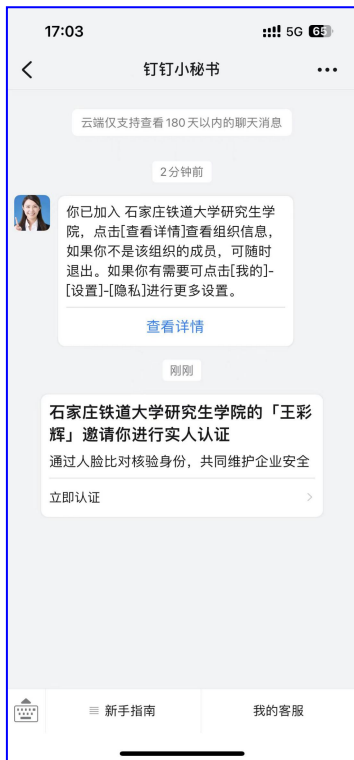 17:03
5G 65
钉钉小秘书
云端仅支持查看180天以内的聊天消息
2分钟前
你已加入 石家庄铁道大学研究生学
院，点击[查看详情]查看组织信息，
如果你不是该组织的成员，可随时
退出。如果你有需要可点击[我的]-
[设置]-[隐私]进行更多设置。
查看详情
刚刚
石家庄铁道大学研究生学院的「王彩
辉」邀请你进行实人认证
通过人脸比对核验身份，共同维护企业安全
立即认证
新手指南
我的客服